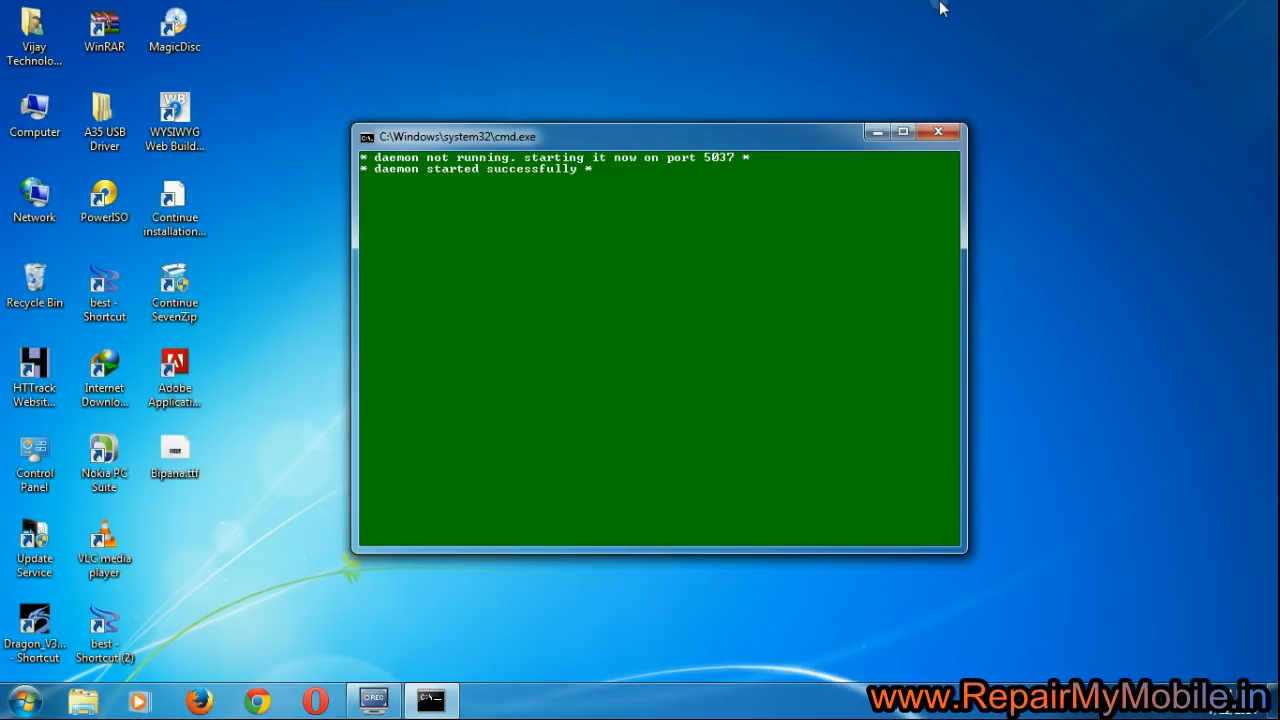 Vijay
Technolo...
WinRAR
MagicDisc
Computer
A35 USB
Driver
WB
WYSIWYG
Web Build...
Network
PowerISO
Continue
installation...
Recycle Bin
best -
Shortcut
Continue
SevenZip
HTTrack
Websit...
Internet
Downlo...
Adobe
Applicati...
Control
Panel
Nokia PC
Suite
Bipana.ttf
Update
Service
VLC media
player
Dragon_V3...
- Shortcut
best -
Shortcut (2)
C:\Windows\system32\cmd.exe
* daemon not running. starting it now on port 5037 *
* daemon started successfully *
REC
www.RepairMyMobile.in